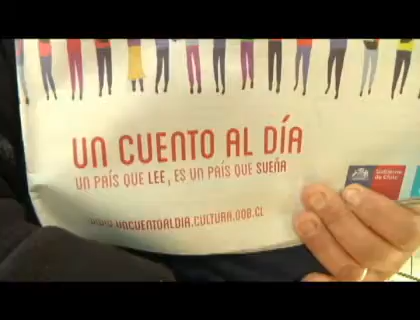 UN CUENTO AL DÍA
UN PAÍS QUE LEE, ES UN PAÍS QUE SUEÑA
WWW.UNCUENTOALDIA.CULTURA.GOB.CL
Gobierno
de Chile